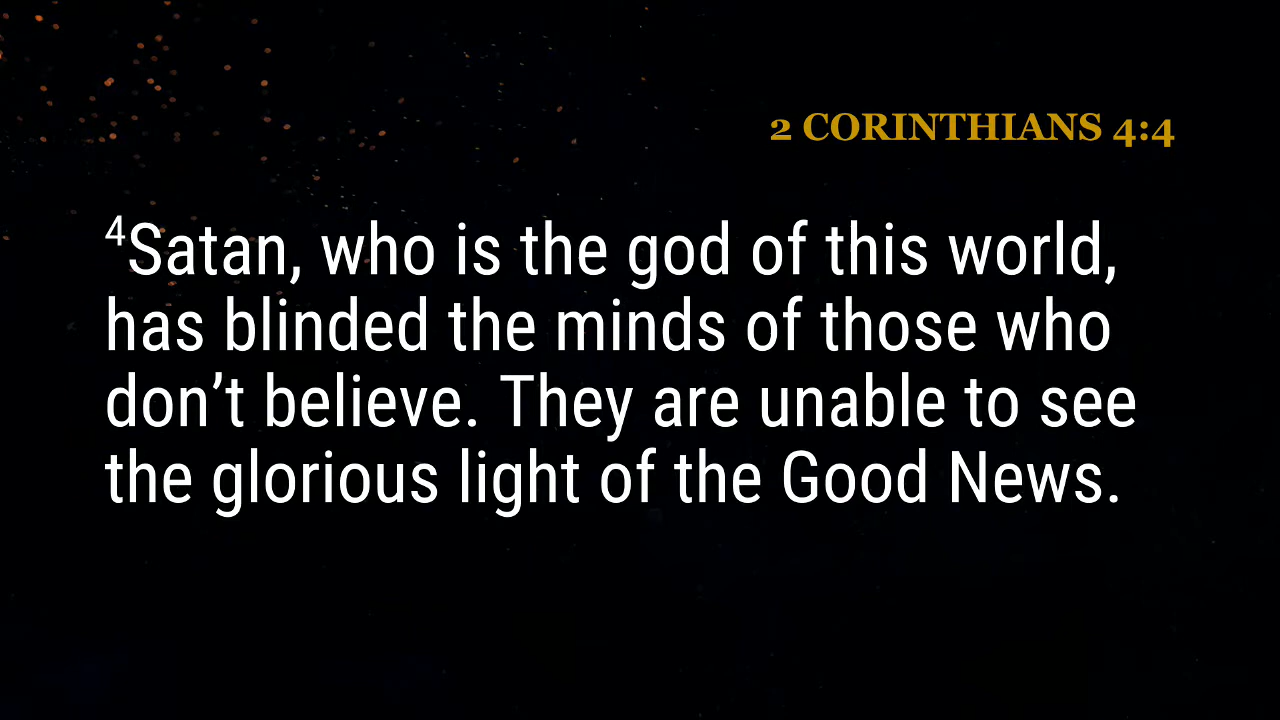 2 CORINTHIANS 4:4
⁴Satan, who is the god of this world,
has blinded the minds of those who
don’t believe. They are unable to see
the glorious light of the Good News.